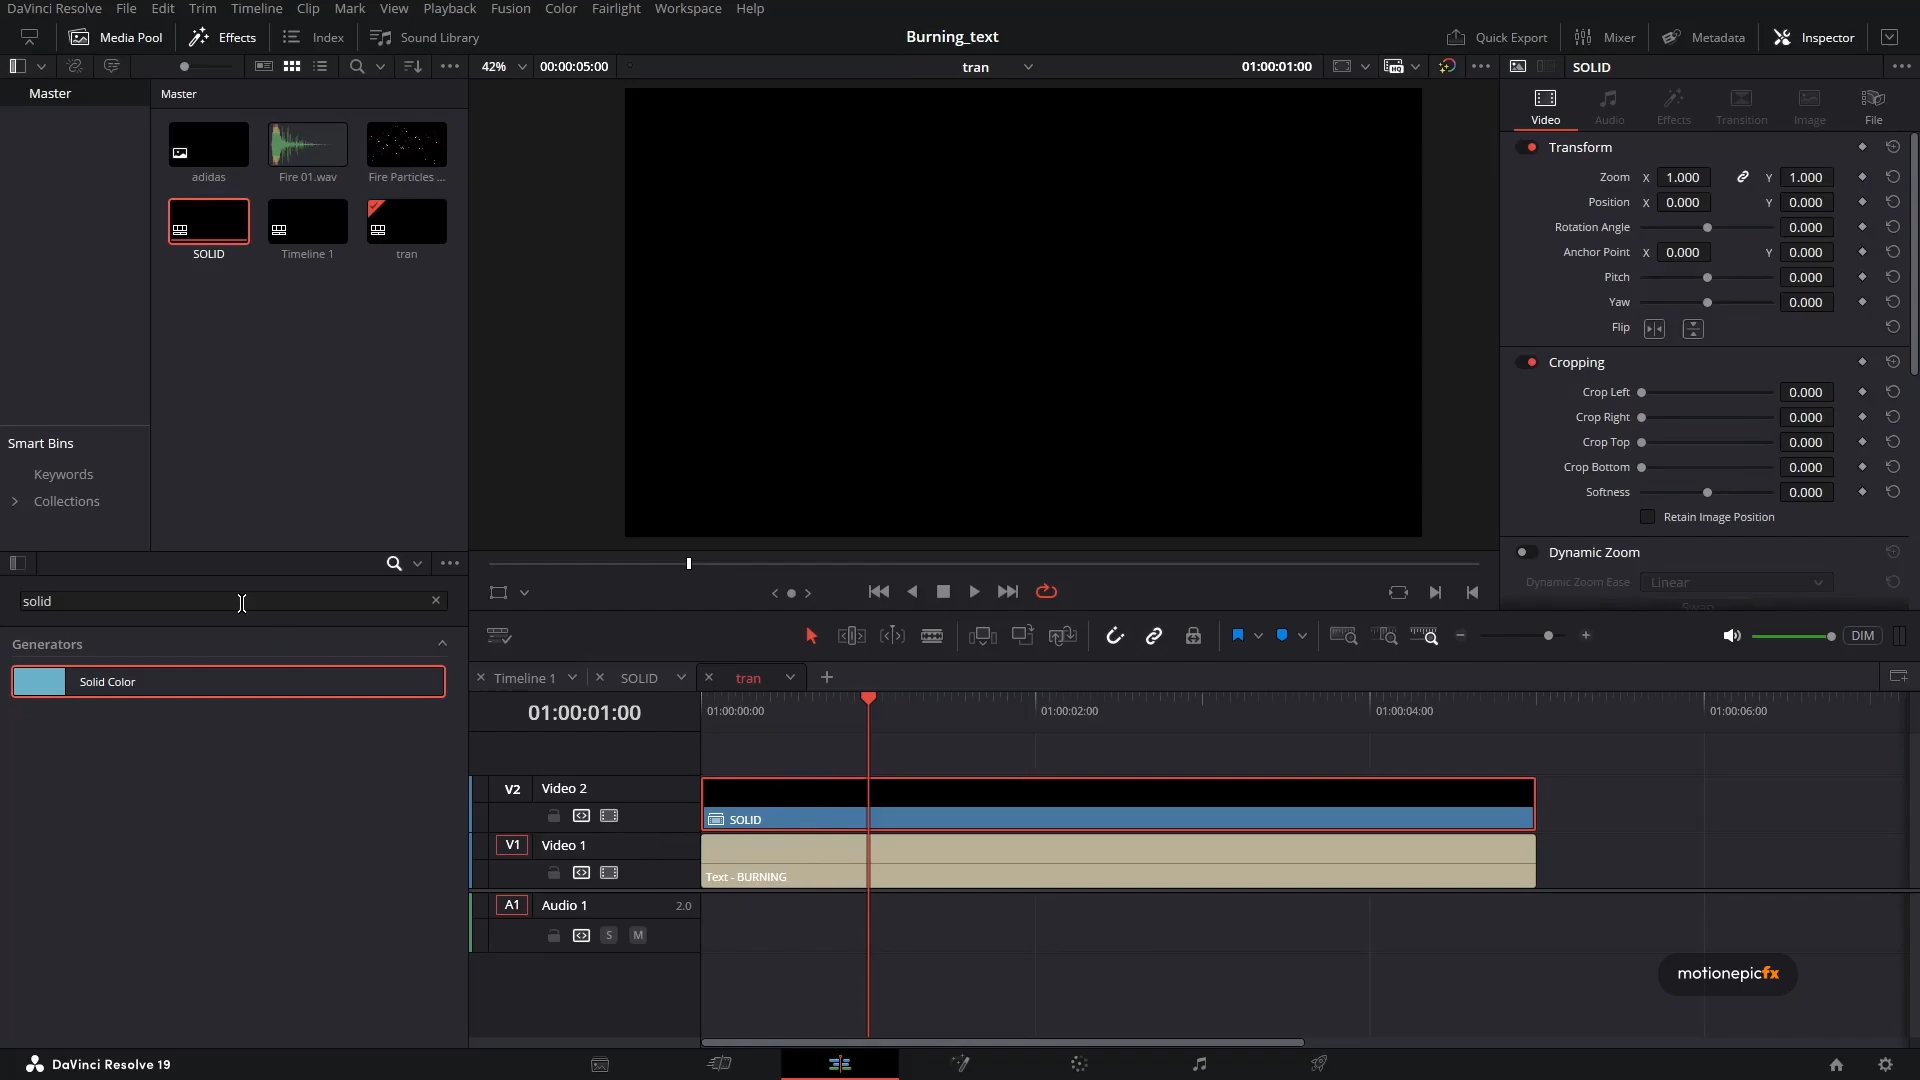 DaVinci Resolve File Edit Trim Timeline Clip Mark View Playback Fusion Color Fairlight Workspace Help
Media Pool Effects Index Sound Library Burning_text Quick Export Mixer Metadata Inspector
42% 00:00:05:00 tran 01:00:01:00 SOLID
Master Master
adidas Fire 01.wav Fire Particles ...
SOLID Timeline 1 tran
Smart Bins
Keywords
Collections
Video Audio Effects Transition Image File
Transform
Zoom X 1.000 Y 1.000
Position X 0.000 Y 0.000
Rotation Angle 0.000
Anchor Point X 0.000 Y 0.000
Pitch 0.000
Yaw 0.000
Flip
Cropping
Crop Left 0.000
Crop Right 0.000
Crop Top 0.000
Crop Bottom 0.000
Softness 0.000
Retain Image Position
Dynamic Zoom
Dynamic Zoom Ease Linear
Swap
solid
Generators
Solid Color
DIM
Timeline 1 SOLID tran
01:00:01:00 01:00:00:00 01:00:02:00 01:00:04:00 01:00:06:00
V2 Video 2
SOLID
V1 Video 1
Text - BURNING
A1 Audio 1 2.0
S M
motionepicfx
DaVinci Resolve 19